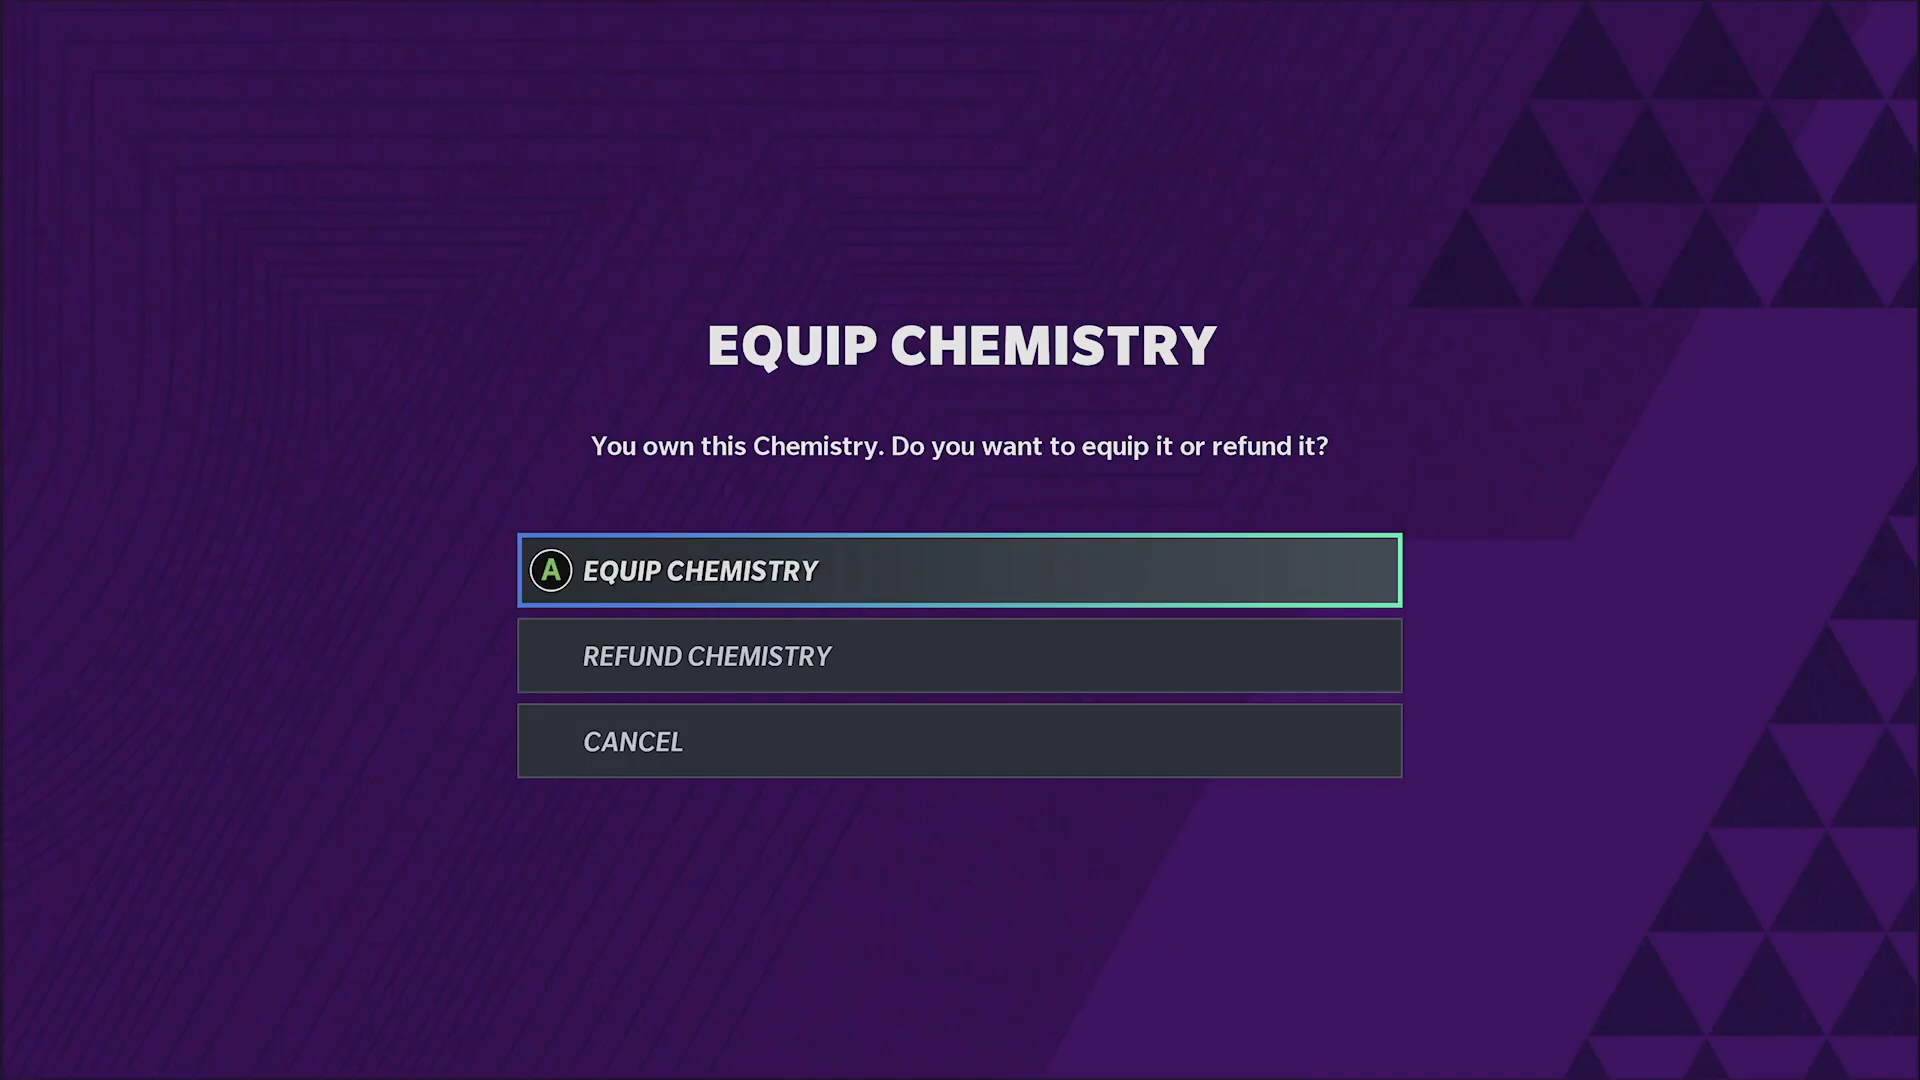 EQUIP CHEMISTRY
You own this Chemistry. Do you want to equip it or refund it?
A EQUIP CHEMISTRY
REFUND CHEMISTRY
CANCEL